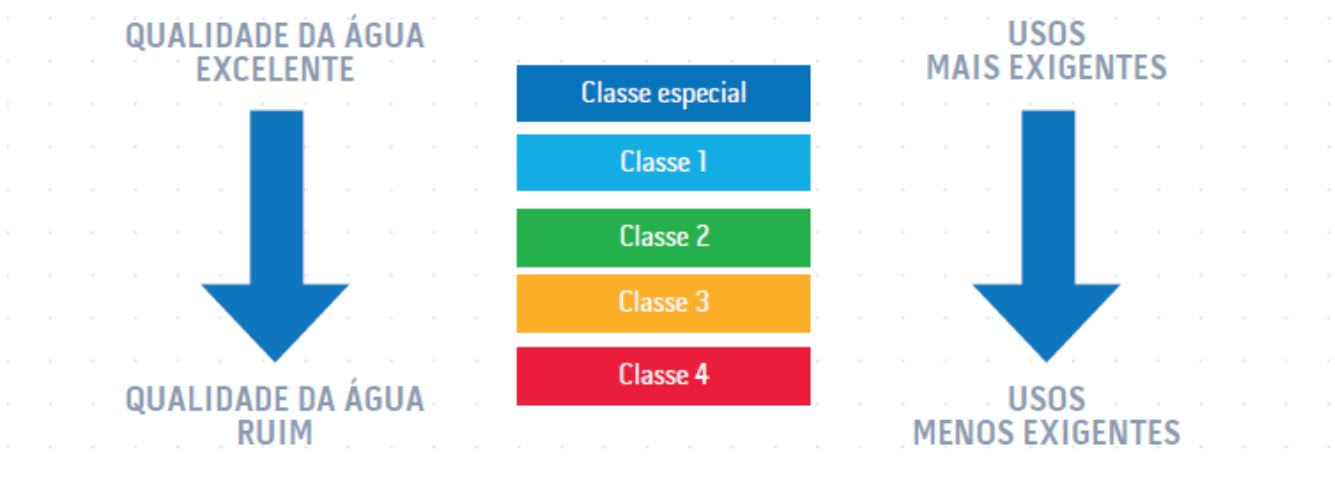 QUALIDADE DA ÁGUA
EXCELENTE
USOS
MAIS EXIGENTES
Classe especial
Classe 1
Classe 2
Classe 3
Classe 4
QUALIDADE DA ÁGUA
RUIM
USOS
MENOS EXIGENTES